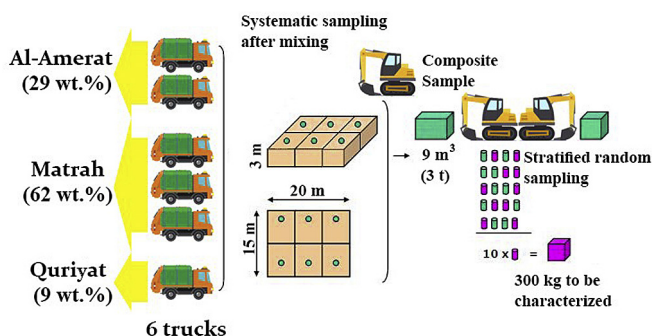 Al-Amerat
(29 wt.%)
Matrah
(62 wt.%)
Quriyat
(9 wt.%)
6 trucks
Systematic sampling
after mixing
3 m
20 m
15 m
Composite
Sample
9 m³
(3 t)
Stratified random
sampling
10 x =
300 kg to be
characterized